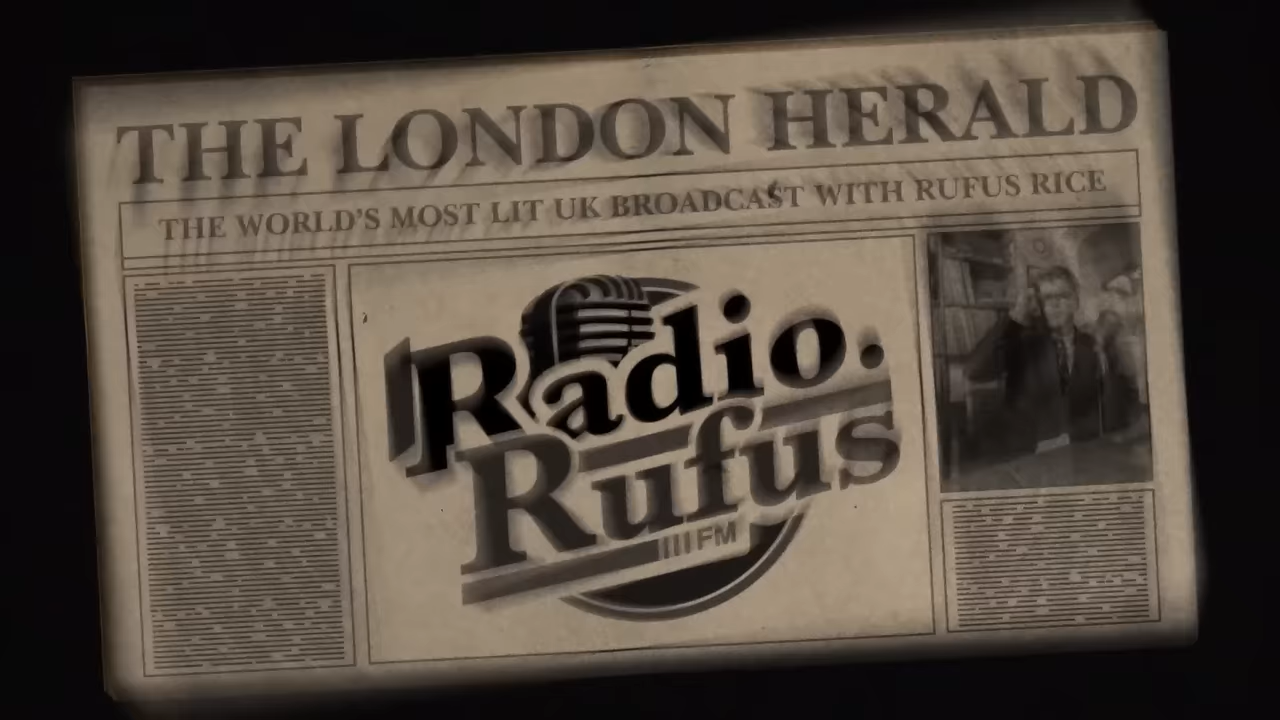 THE LONDON HERALD
THE WORLD'S MOST LIT UK BROADCAST WITH RUFUS RICE
Radio.
Rufus
FM